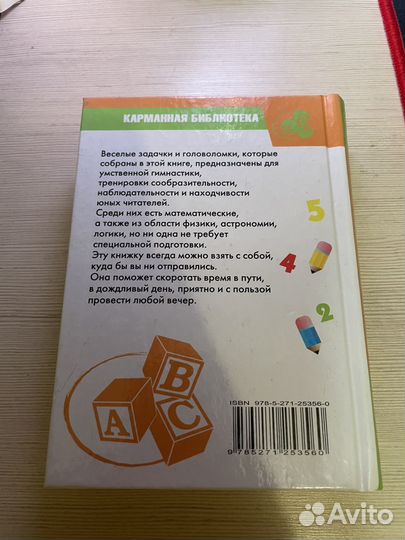 КАРМАННАЯ БИБЛИОТЕКА
Веселые задачки и головоломки, которые
собраны в этой книге, предназначены для
умственной гимнастики,
тренировки сообразительности,
наблюдательности и находчивости
юных читателей.
Среди них есть математические,
а также из области физики, астрономии,
логики, но ни одна не требует
специальной подготовки.
Эту книжку всегда можно взять с собой,
куда бы вы ни отправились.
Она поможет скоротать время в пути,
в дождливый день, приятно и с пользой
провести любой вечер.
5
4
2
A
B
C
ISBN 978-5-271-25356-0
9 785271 253560
Avito